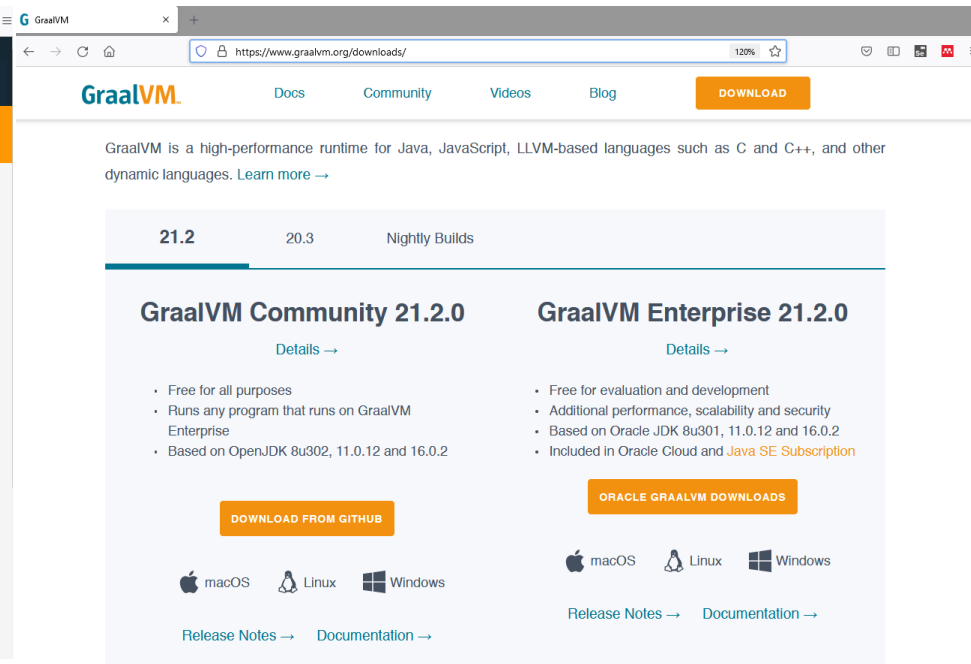 GraalVM
https://www.graalvm.org/downloads/
120%
GraalVM
Docs
Community
Videos
Blog
DOWNLOAD
GraalVM is a high-performance runtime for Java, JavaScript, LLVM-based languages such as C and C++, and other
dynamic languages. Learn more →
21.2
20.3
Nightly Builds
GraalVM Community 21.2.0
Details →
• Free for all purposes
• Runs any program that runs on GraalVM
Enterprise
• Based on OpenJDK 8u302, 11.0.12 and 16.0.2
DOWNLOAD FROM GITHUB
macOS
Linux
Windows
Release Notes →
Documentation →
GraalVM Enterprise 21.2.0
Details →
• Free for evaluation and development
• Additional performance, scalability and security
• Based on Oracle JDK 8u301, 11.0.12 and 16.0.2
• Included in Oracle Cloud and Java SE Subscription
ORACLE GRAALVM DOWNLOADS
macOS
Linux
Windows
Release Notes →
Documentation →